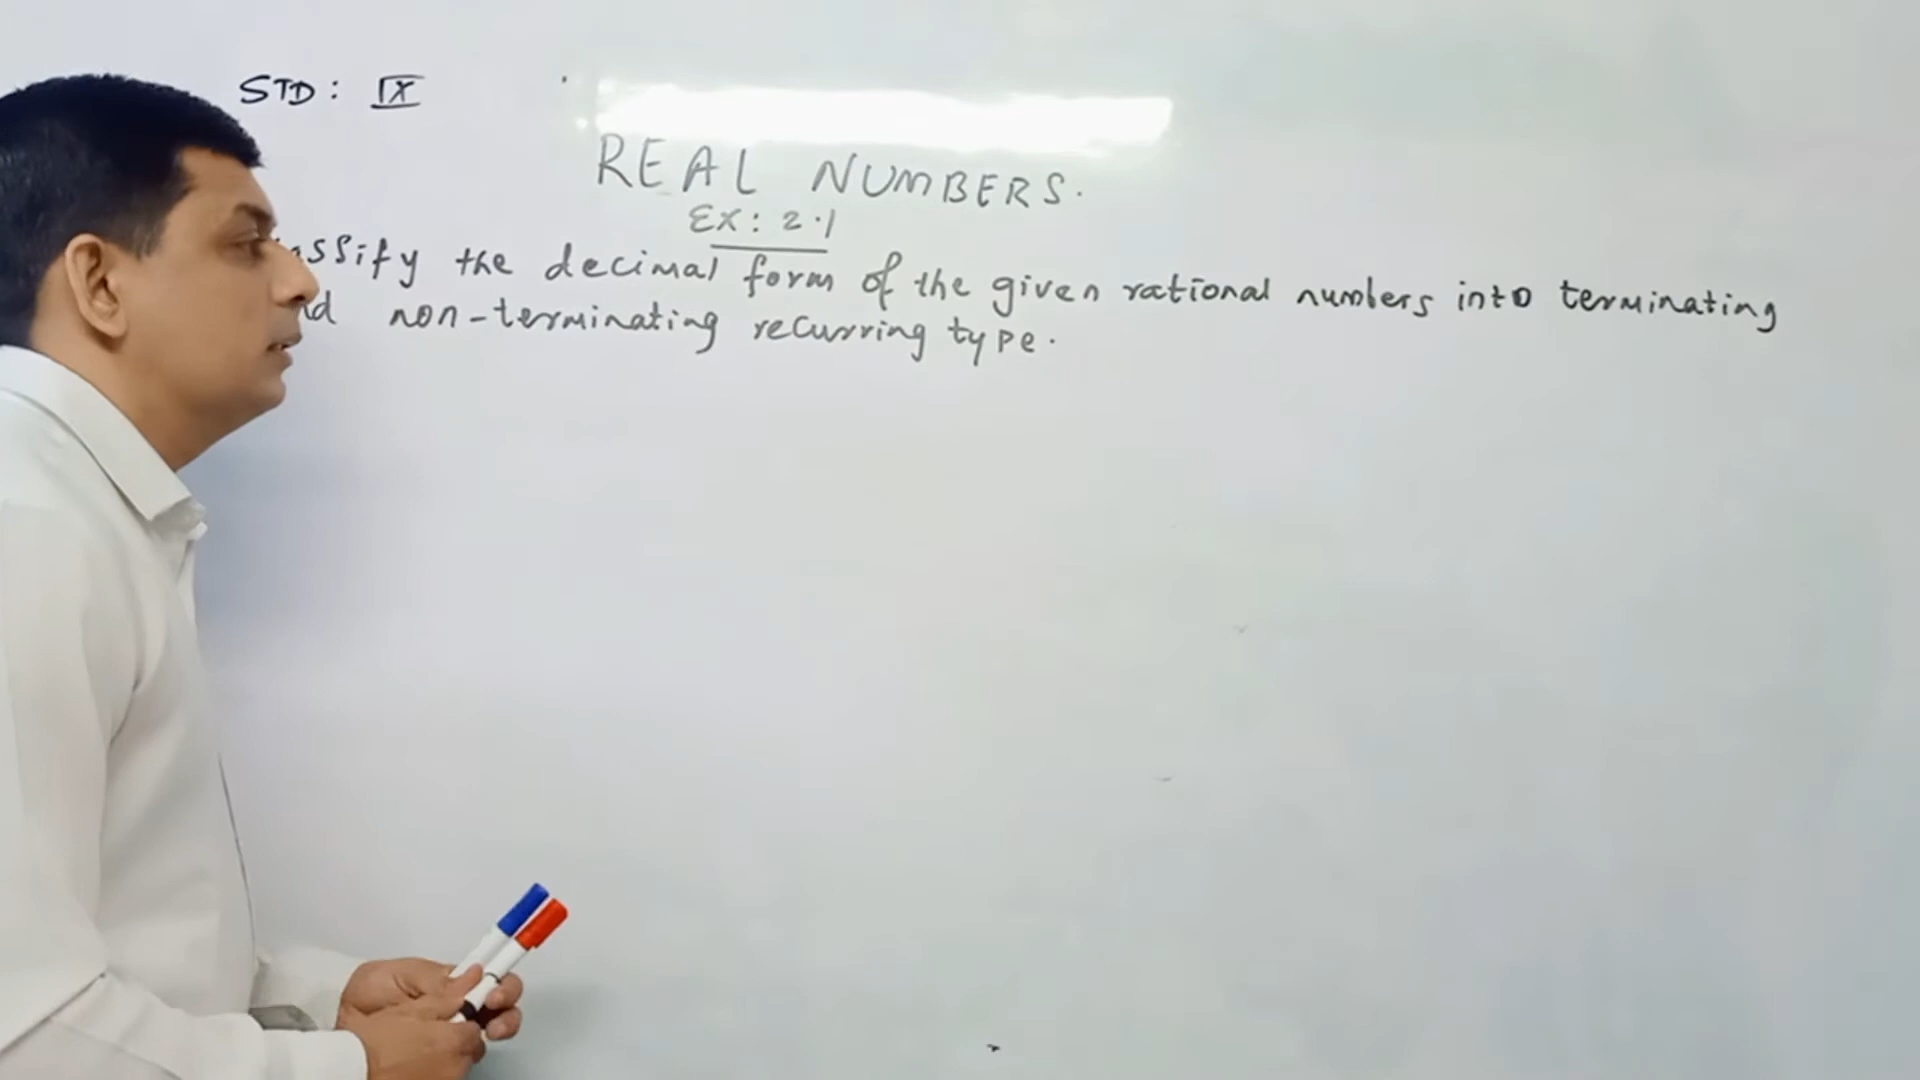 STD: IX
REAL NUMBERS.
Ex: 2.1
the decimal form of the given rational numbers into terminating
non-terminating recurring type.